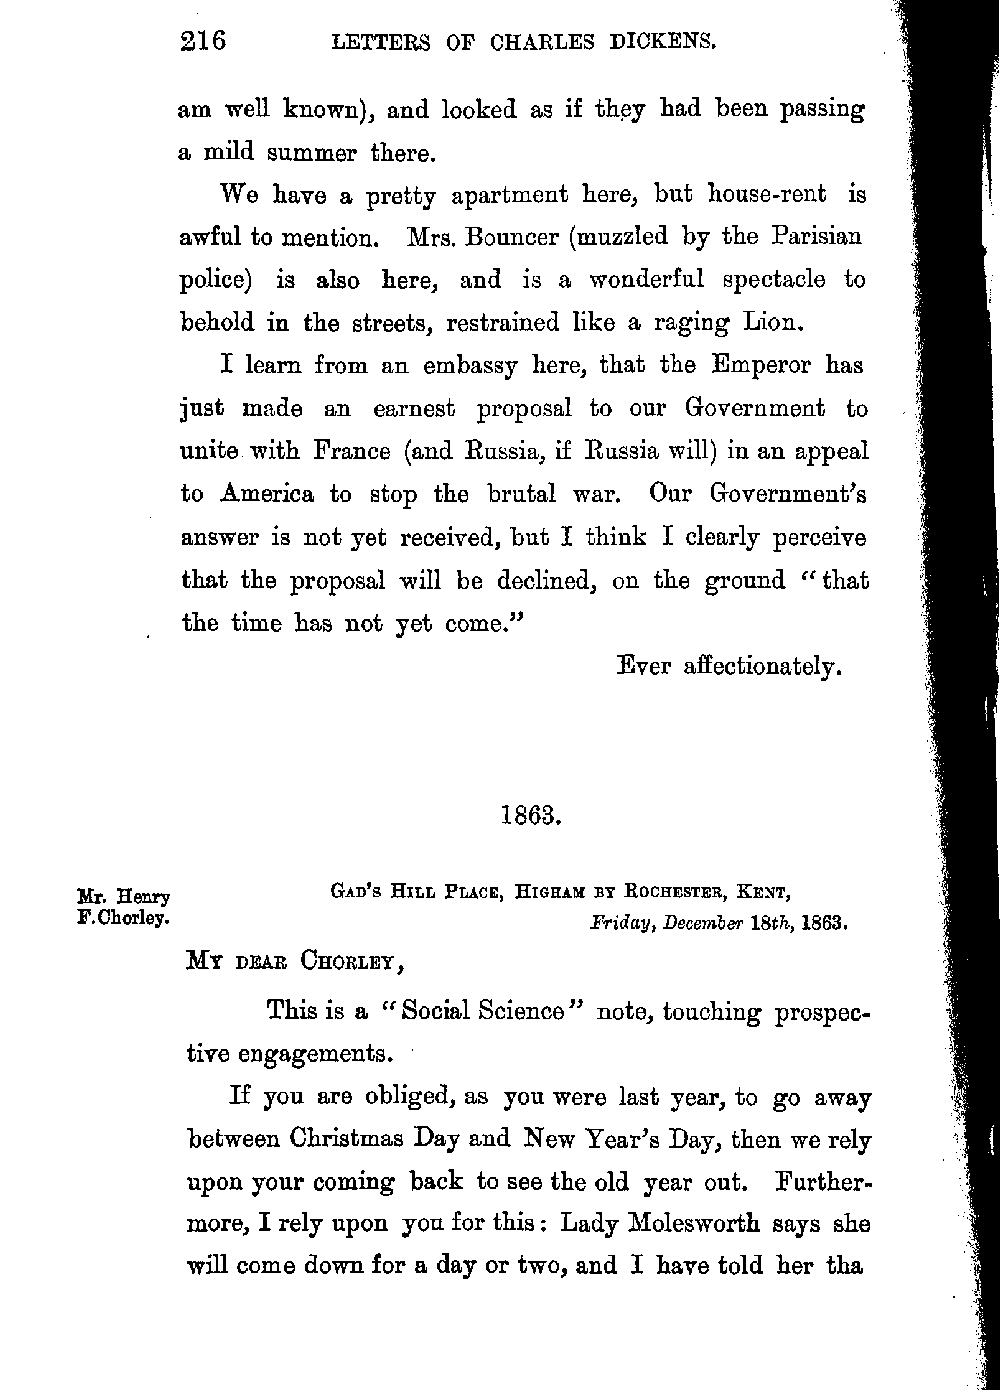 216 LETTERS OF CHARLES DICKENS.
am well known), and looked as if they had been passing
a mild summer there.
We have a pretty apartment here, but house-rent is
awful to mention. Mrs. Bouncer (muzzled by the Parisian
police) is also here, and is a wonderful spectacle to
behold in the streets, restrained like a raging Lion.
I learn from an embassy here, that the Emperor has
just made an earnest proposal to our Government to
unite with France (and Russia, if Russia will) in an appeal
to America to stop the brutal war. Our Government's
answer is not yet received, but I think I clearly perceive
that the proposal will be declined, on the ground "that
the time has not yet come."
Ever affectionately.
1863.
Mr. Henry
F. Chorley.
GAD'S HILL PLACE, HIGHAM BY ROCHESTER, KENT,
Friday, December 18th, 1863.
MY DEAR CHORLEY,
This is a "Social Science" note, touching prospec-
tive engagements.
If you are obliged, as you were last year, to go away
between Christmas Day and New Year's Day, then we rely
upon your coming back to see the old year out. Further-
more, I rely upon you for this: Lady Molesworth says she
will come down for a day or two, and I have told her tha